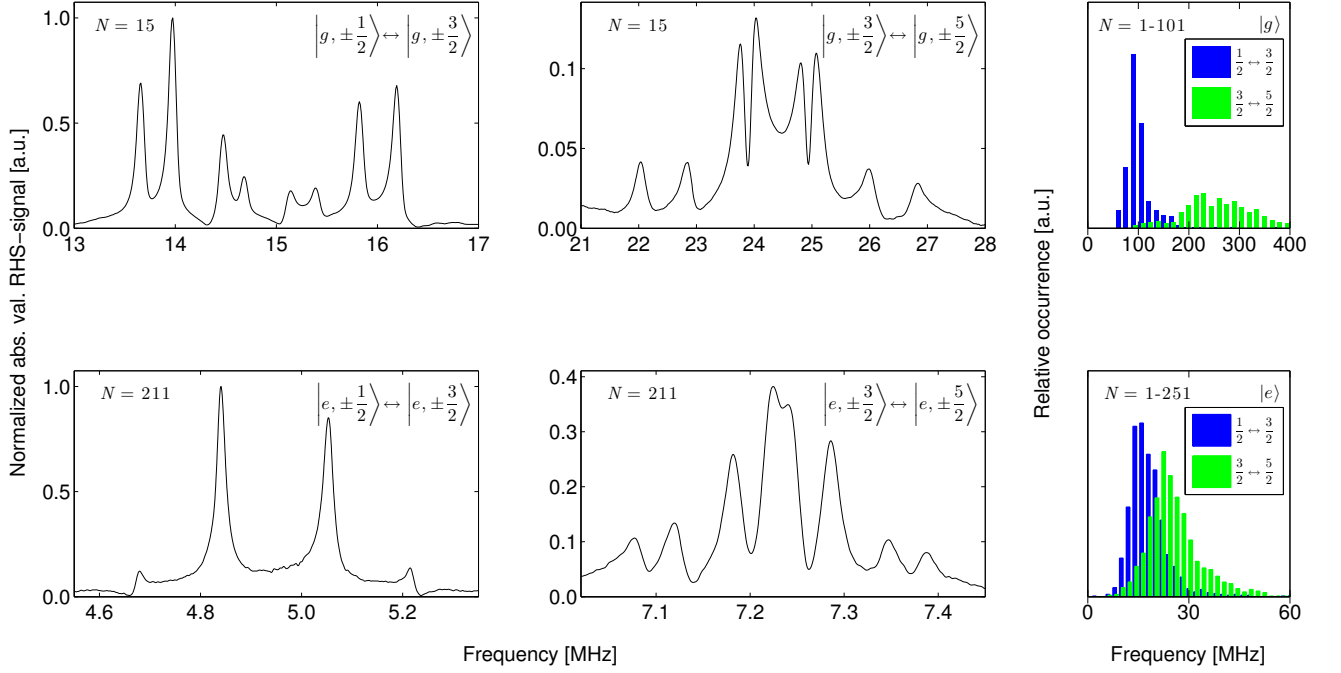 Normalized abs. val. RHS−signal [a.u.]
N = 15
|g, ±1/2⟩ ↔ |g, ±3/2⟩
1.0
0.5
0.0
13 14 15 16 17
N = 15
|g, ±3/2⟩ ↔ |g, ±5/2⟩
0.1
0.05
0.00
21 22 23 24 25 26 27 28
Relative occurrence [a.u.]
N = 1-101 |g⟩
1/2 ↔ 3/2
3/2 ↔ 5/2
0 100 200 300 400
N = 211
|e, ±1/2⟩ ↔ |e, ±3/2⟩
1.0
0.5
0.0
4.6 4.8 5.0 5.2
N = 211
|e, ±3/2⟩ ↔ |e, ±5/2⟩
0.4
0.3
0.2
0.1
0.0
7.1 7.2 7.3 7.4
N = 1-251 |e⟩
1/2 ↔ 3/2
3/2 ↔ 5/2
0 30 60
Frequency [MHz]
Frequency [MHz]